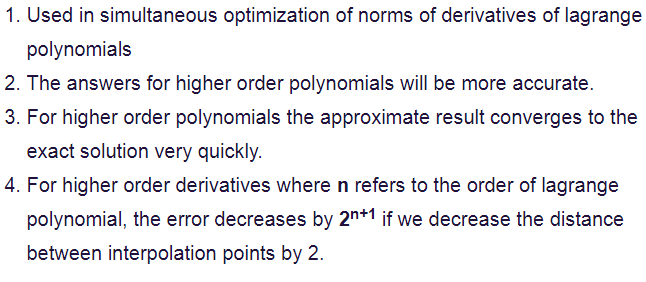 1. Used in simultaneous optimization of norms of derivatives of lagrange
polynomials
2. The answers for higher order polynomials will be more accurate.
3. For higher order polynomials the approximate result converges to the
exact solution very quickly.
4. For higher order derivatives where n refers to the order of lagrange
polynomial, the error decreases by 2ⁿ⁺¹ if we decrease the distance
between interpolation points by 2.